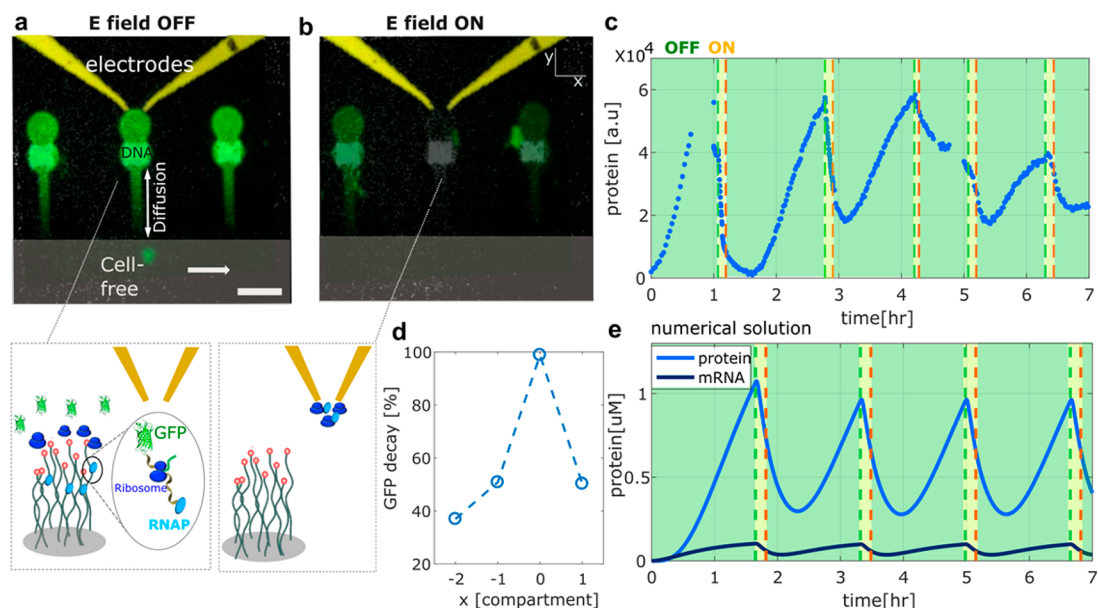 a E field OFF
electrodes
DNA
Diffusion
Cell-
free
b E field ON
y
x
c
OFF ON
X10⁴
protein [a.u]
6
4
2
0
0 1 2 3 4 5 6 7
time[hr]
GFP
Ribosome
RNAP
d
GFP decay [%]
100
80
60
40
20
-2 -1 0 1
x [compartment]
e numerical solution
protein
mRNA
protein[uM]
1
0.5
0
0 1 2 3 4 5 6 7
time[hr]